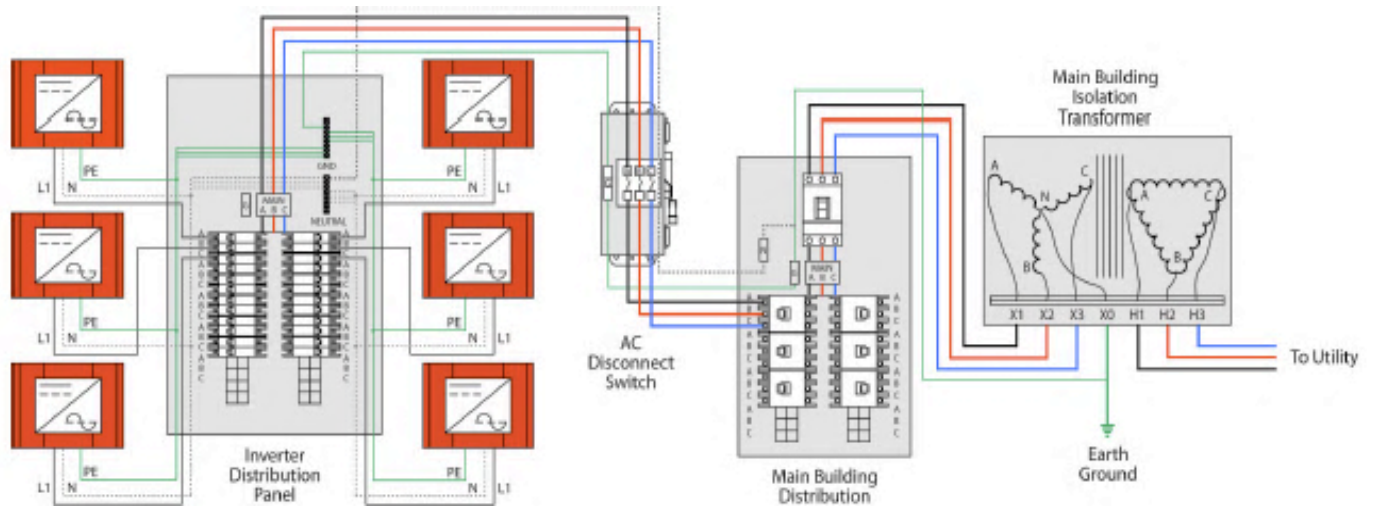 PE
L1
N
PE
N
L1
GND
MAIN
A B C
NEUTRAL
G
PE
L1
N
PE
N
L1
PE
L1
N
PE
N
L1
A
B
C
A
B
C
A
B
C
A
B
C
A
B
C
A
B
C
A
B
C
A
B
C
Inverter
Distribution
Panel
AC
Disconnect
Switch
G
N
G
MAIN
A B C
A
B
C
A
B
C
A
B
C
A
B
C
A
B
C
A
B
C
A
B
C
A
B
C
Main Building
Distribution
Main Building
Isolation
Transformer
A
N
C
B
A
C
B
X1
X2
X3
X0
H1
H2
H3
To Utility
Earth
Ground